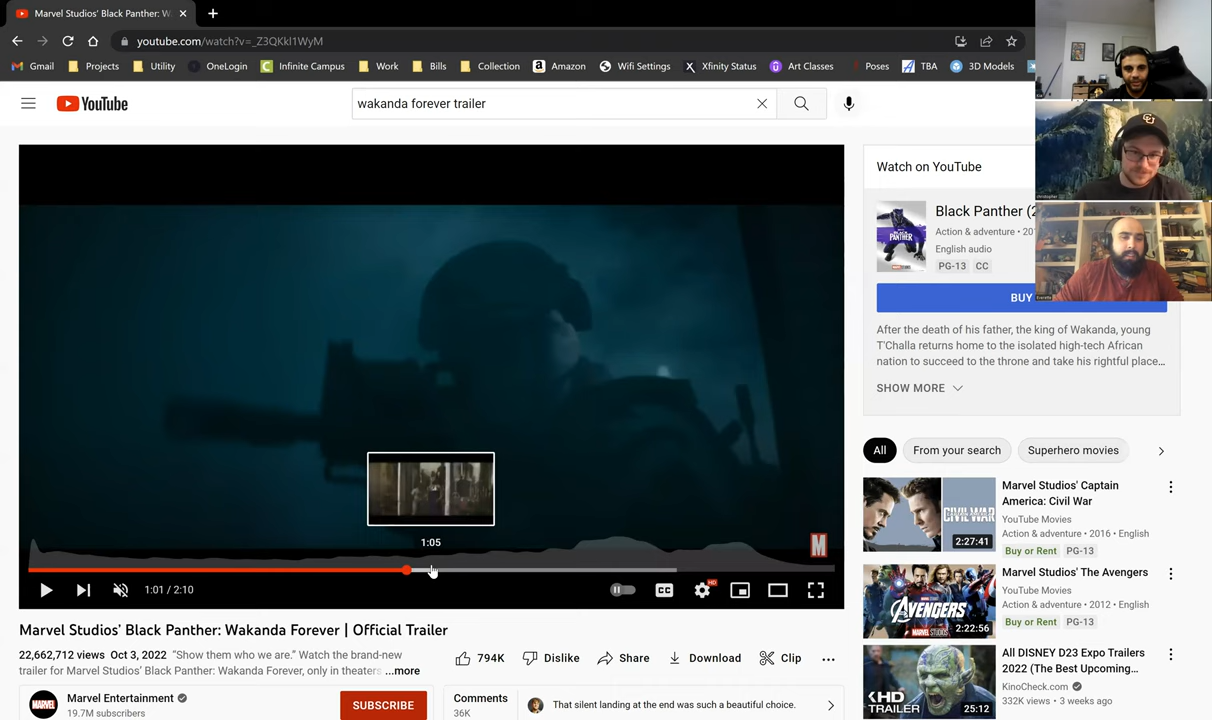 Marvel Studios' Black Panther: W
youtube.com/watch?v=_Z3QKkI1WyM
Gmail Projects Utility OneLogin Infinite Campus Work Bills Collection Amazon Wifi Settings Xfinity Status Art Classes Poses TBA 3D Models
YouTube
wakanda forever trailer
1:05
1:01 / 2:10
HD
CC
M
Marvel Studios' Black Panther: Wakanda Forever | Official Trailer
22,662,712 views Oct 3, 2022 "Show them who we are." Watch the brand-new
trailer for Marvel Studios' Black Panther: Wakanda Forever, only in theaters ...more
794K Dislike Share Download Clip
MARVEL
Marvel Entertainment
19.7M subscribers
SUBSCRIBE
Comments
36K
That silent landing at the end was such a beautiful choice.
Watch on YouTube
Black Panther (2
Action & adventure • 20
English audio
PG-13 CC
BUY
After the death of his father, the king of Wakanda, young
T'Challa returns home to the isolated high-tech African
nation to succeed to the throne and take his rightful place...
SHOW MORE
All From your search Superhero movies
CIVIL WAR
2:27:41
Marvel Studios' Captain
America: Civil War
YouTube Movies
Action & adventure • 2016 • English
Buy or Rent PG-13
AVENGERS
2:22:56
Marvel Studios' The Avengers
YouTube Movies
Action & adventure • 2012 • English
Buy or Rent PG-13
HD
TRAILER
25:12
All DISNEY D23 Expo Trailers
2022 (The Best Upcoming...
KinoCheck.com
332K views • 3 weeks ago